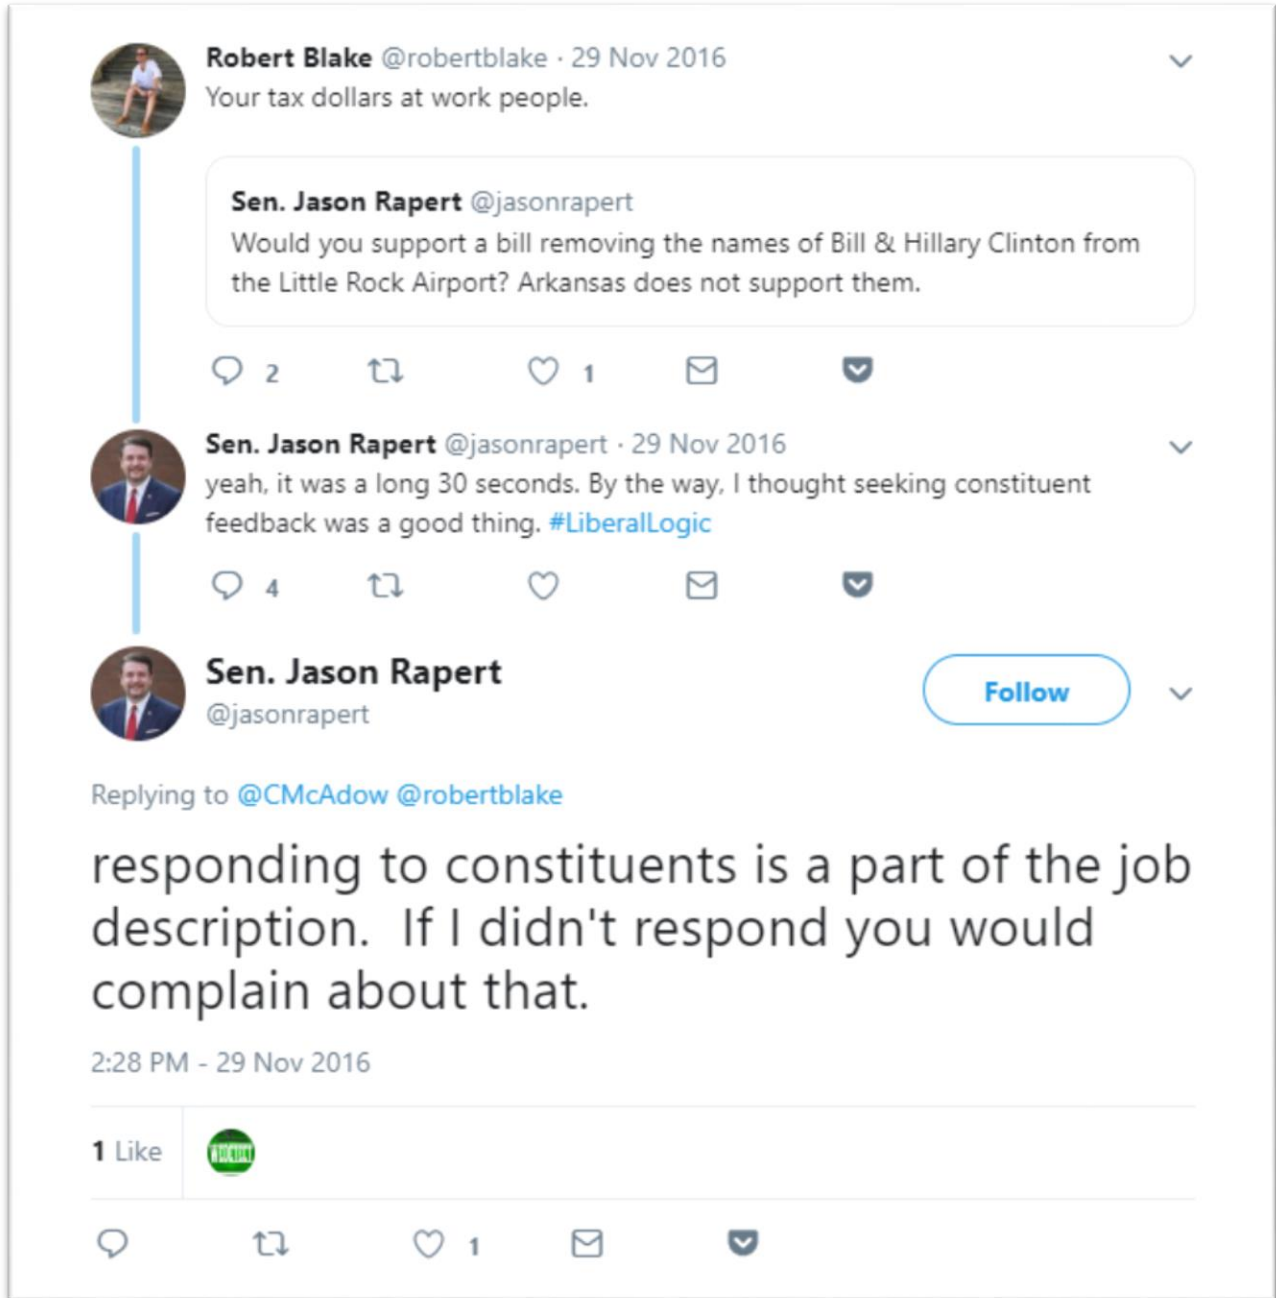 Robert Blake @robertblake · 29 Nov 2016
Your tax dollars at work people.
Sen. Jason Rapert @jasonrapert
Would you support a bill removing the names of Bill & Hillary Clinton from
the Little Rock Airport? Arkansas does not support them.
2 1
Sen. Jason Rapert @jasonrapert · 29 Nov 2016
yeah, it was a long 30 seconds. By the way, I thought seeking constituent
feedback was a good thing. #LiberalLogic
4
Sen. Jason Rapert
@jasonrapert
Follow
Replying to @CMcAdow @robertblake
responding to constituents is a part of the job
description.  If I didn't respond you would
complain about that.
2:28 PM - 29 Nov 2016
1 Like
1